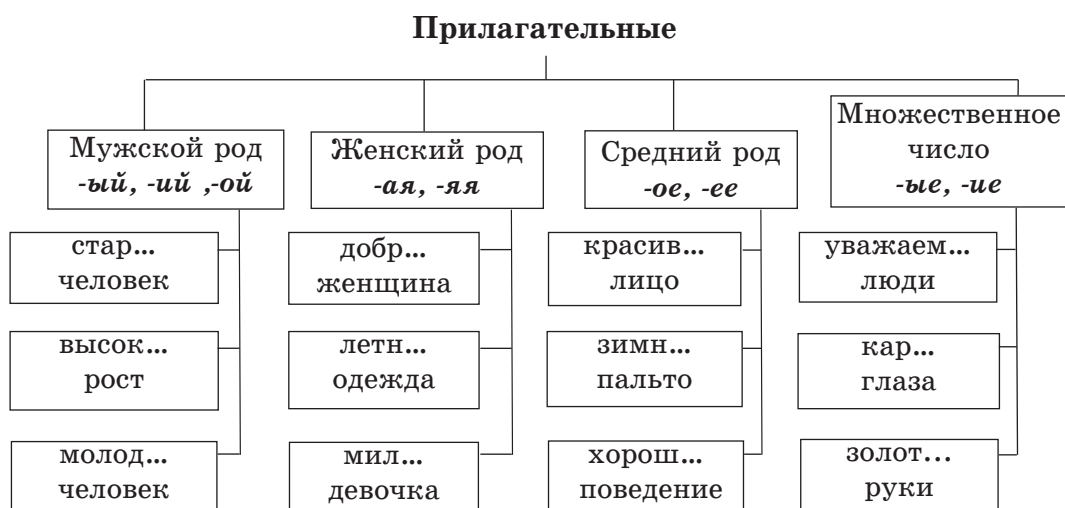 Прилагательные
Мужской род
-ый, -ий ,-ой
стар...
человек
высок...
рост
молод...
человек
Женский род
-ая, -яя
добр...
женщина
летн...
одежда
мил...
девочка
Средний род
-ое, -ее
красив...
лицо
зимн...
пальто
хорош...
поведение
Множественное
число
-ые, -ие
уважаем...
люди
кар...
глаза
золот...
руки